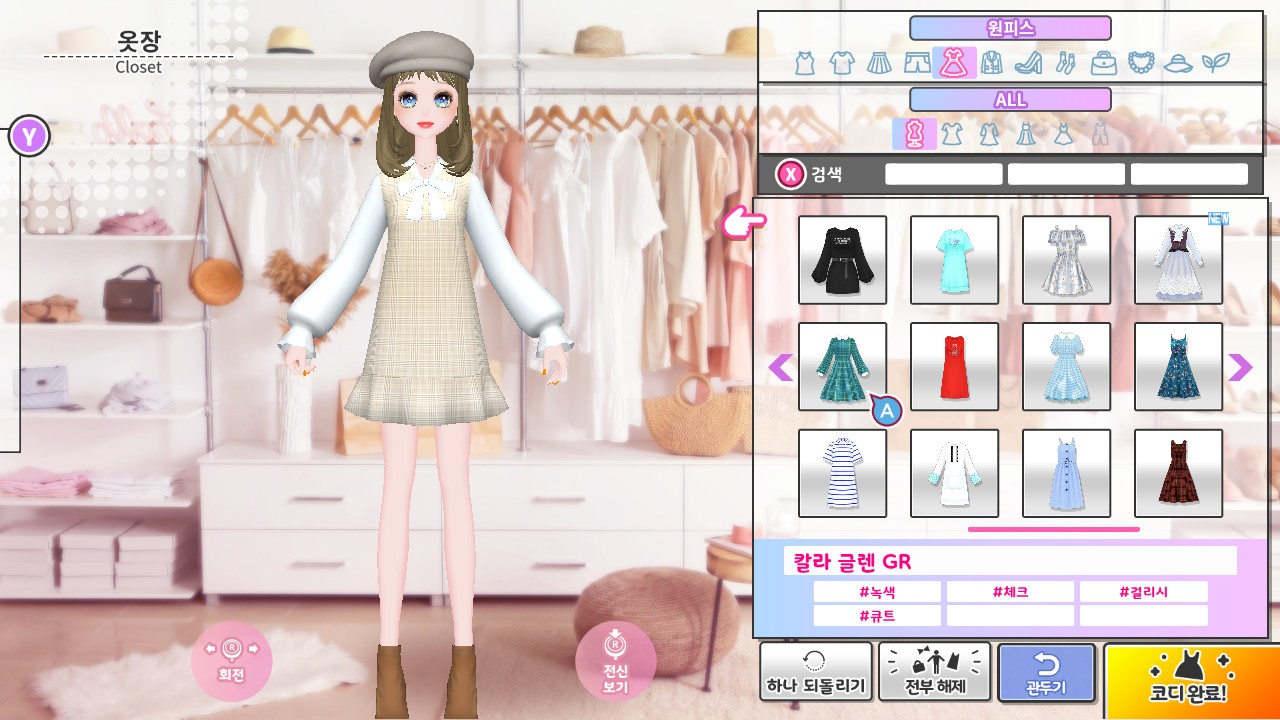 옷장
Closet
Y
원피스
ALL
X 검색
NEW
A
칼라 글렌 GR
#녹색 #체크 #걸리시
#큐트
R
회전
R
전신
보기
하나 되돌리기
전부 해제
관두기
코디 완료!